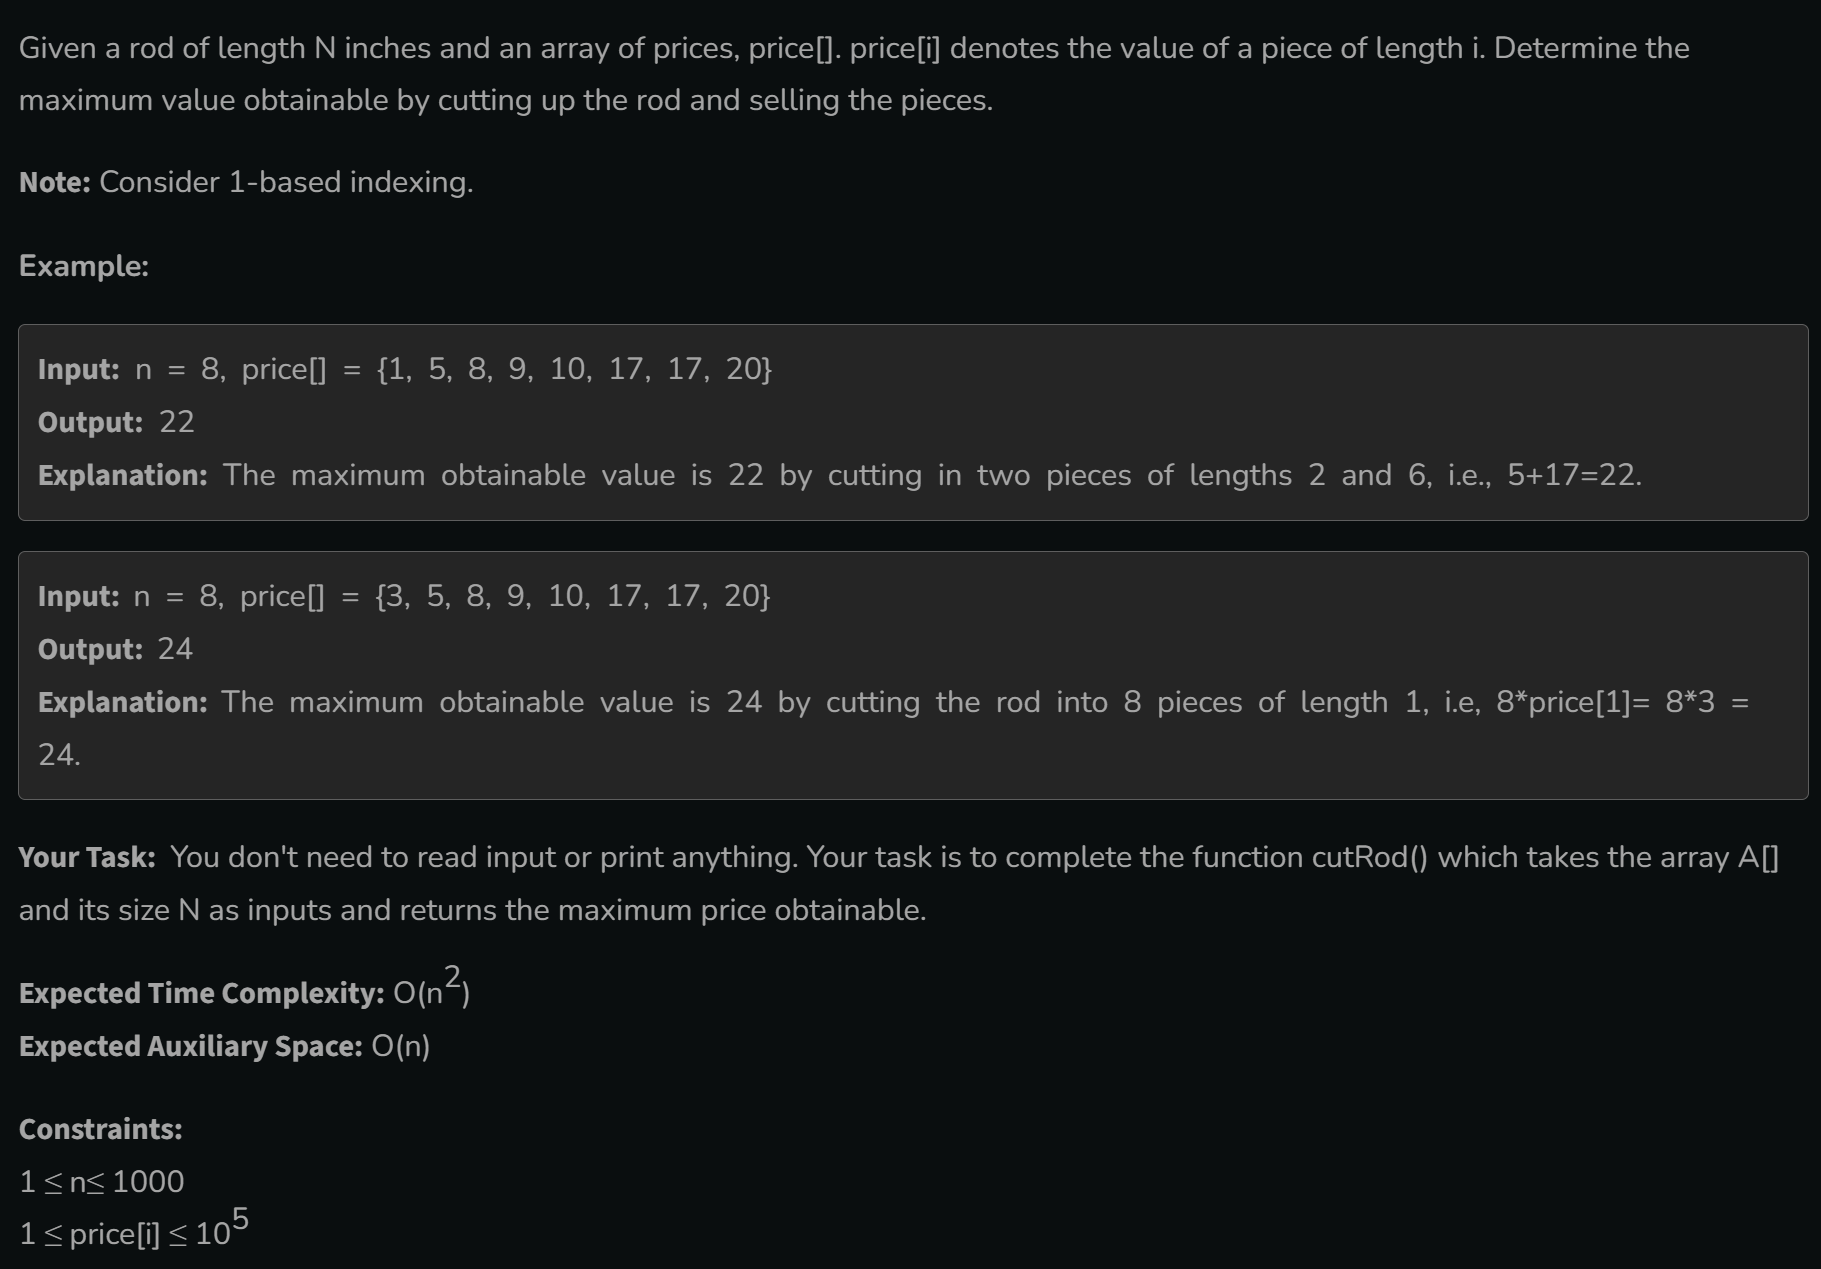 Given a rod of length N inches and an array of prices, price[]. price[i] denotes the value of a piece of length i. Determine the
maximum value obtainable by cutting up the rod and selling the pieces.
Note: Consider 1-based indexing.
Example:
Input: n = 8, price[] = {1, 5, 8, 9, 10, 17, 17, 20}
Output: 22
Explanation: The maximum obtainable value is 22 by cutting in two pieces of lengths 2 and 6, i.e., 5+17=22.
Input: n = 8, price[] = {3, 5, 8, 9, 10, 17, 17, 20}
Output: 24
Explanation: The maximum obtainable value is 24 by cutting the rod into 8 pieces of length 1, i.e, 8*price[1]= 8*3 =
24.
Your Task: You don't need to read input or print anything. Your task is to complete the function cutRod() which takes the array A[]
and its size N as inputs and returns the maximum price obtainable.
Expected Time Complexity: O(n²)
Expected Auxiliary Space: O(n)
Constraints:
1 ≤ n≤ 1000
1 ≤ price[i] ≤ 10⁵